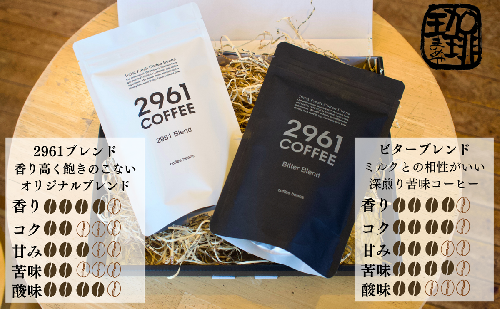 珈琲
2961
COFFEE
2961 Blend
coffee beans
2961
COFFEE
Bitter Blend
coffee beans
2961ブレンド
香り高く飽きのこない
オリジナルブレンド
香り
コク
甘み
苦味
酸味
ビターブレンド
ミルクとの相性がいい
深煎り苦味コーヒー
香り
コク
甘み
苦味
酸味